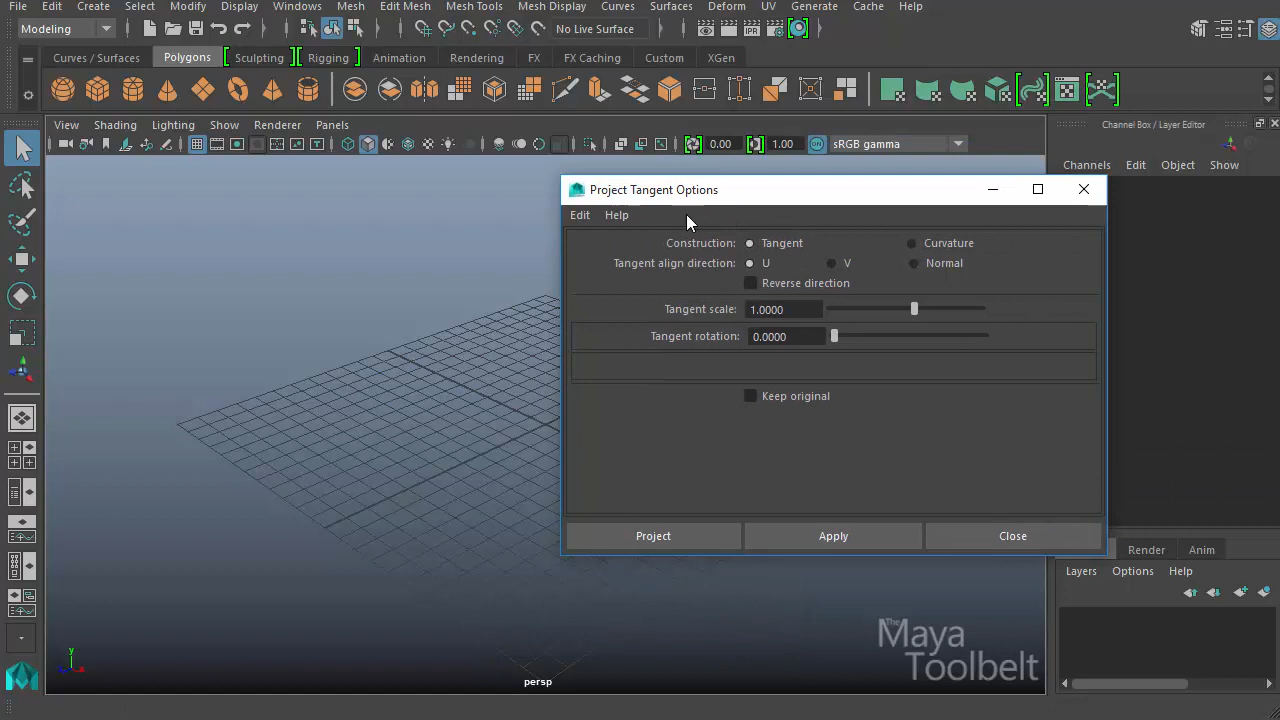 File Edit Create Select Modify Display Windows Mesh Edit Mesh Mesh Tools Mesh Display Curves Surfaces Deform UV Generate Cache Help
Modeling No Live Surface
Curves / Surfaces Polygons Sculpting Rigging Animation Rendering FX FX Caching Custom XGen
View Shading Lighting Show Renderer Panels
0.00 1.00 ON sRGB gamma
Channel Box / Layer Editor
Channels Edit Object Show
Project Tangent Options
Edit Help
Construction: Tangent Curvature
Tangent align direction: U V Normal
Reverse direction
Tangent scale: 1.0000
Tangent rotation: 0.0000
Keep original
Project Apply Close
Render Anim
Layers Options Help
y
persp
The Maya
Toolbelt